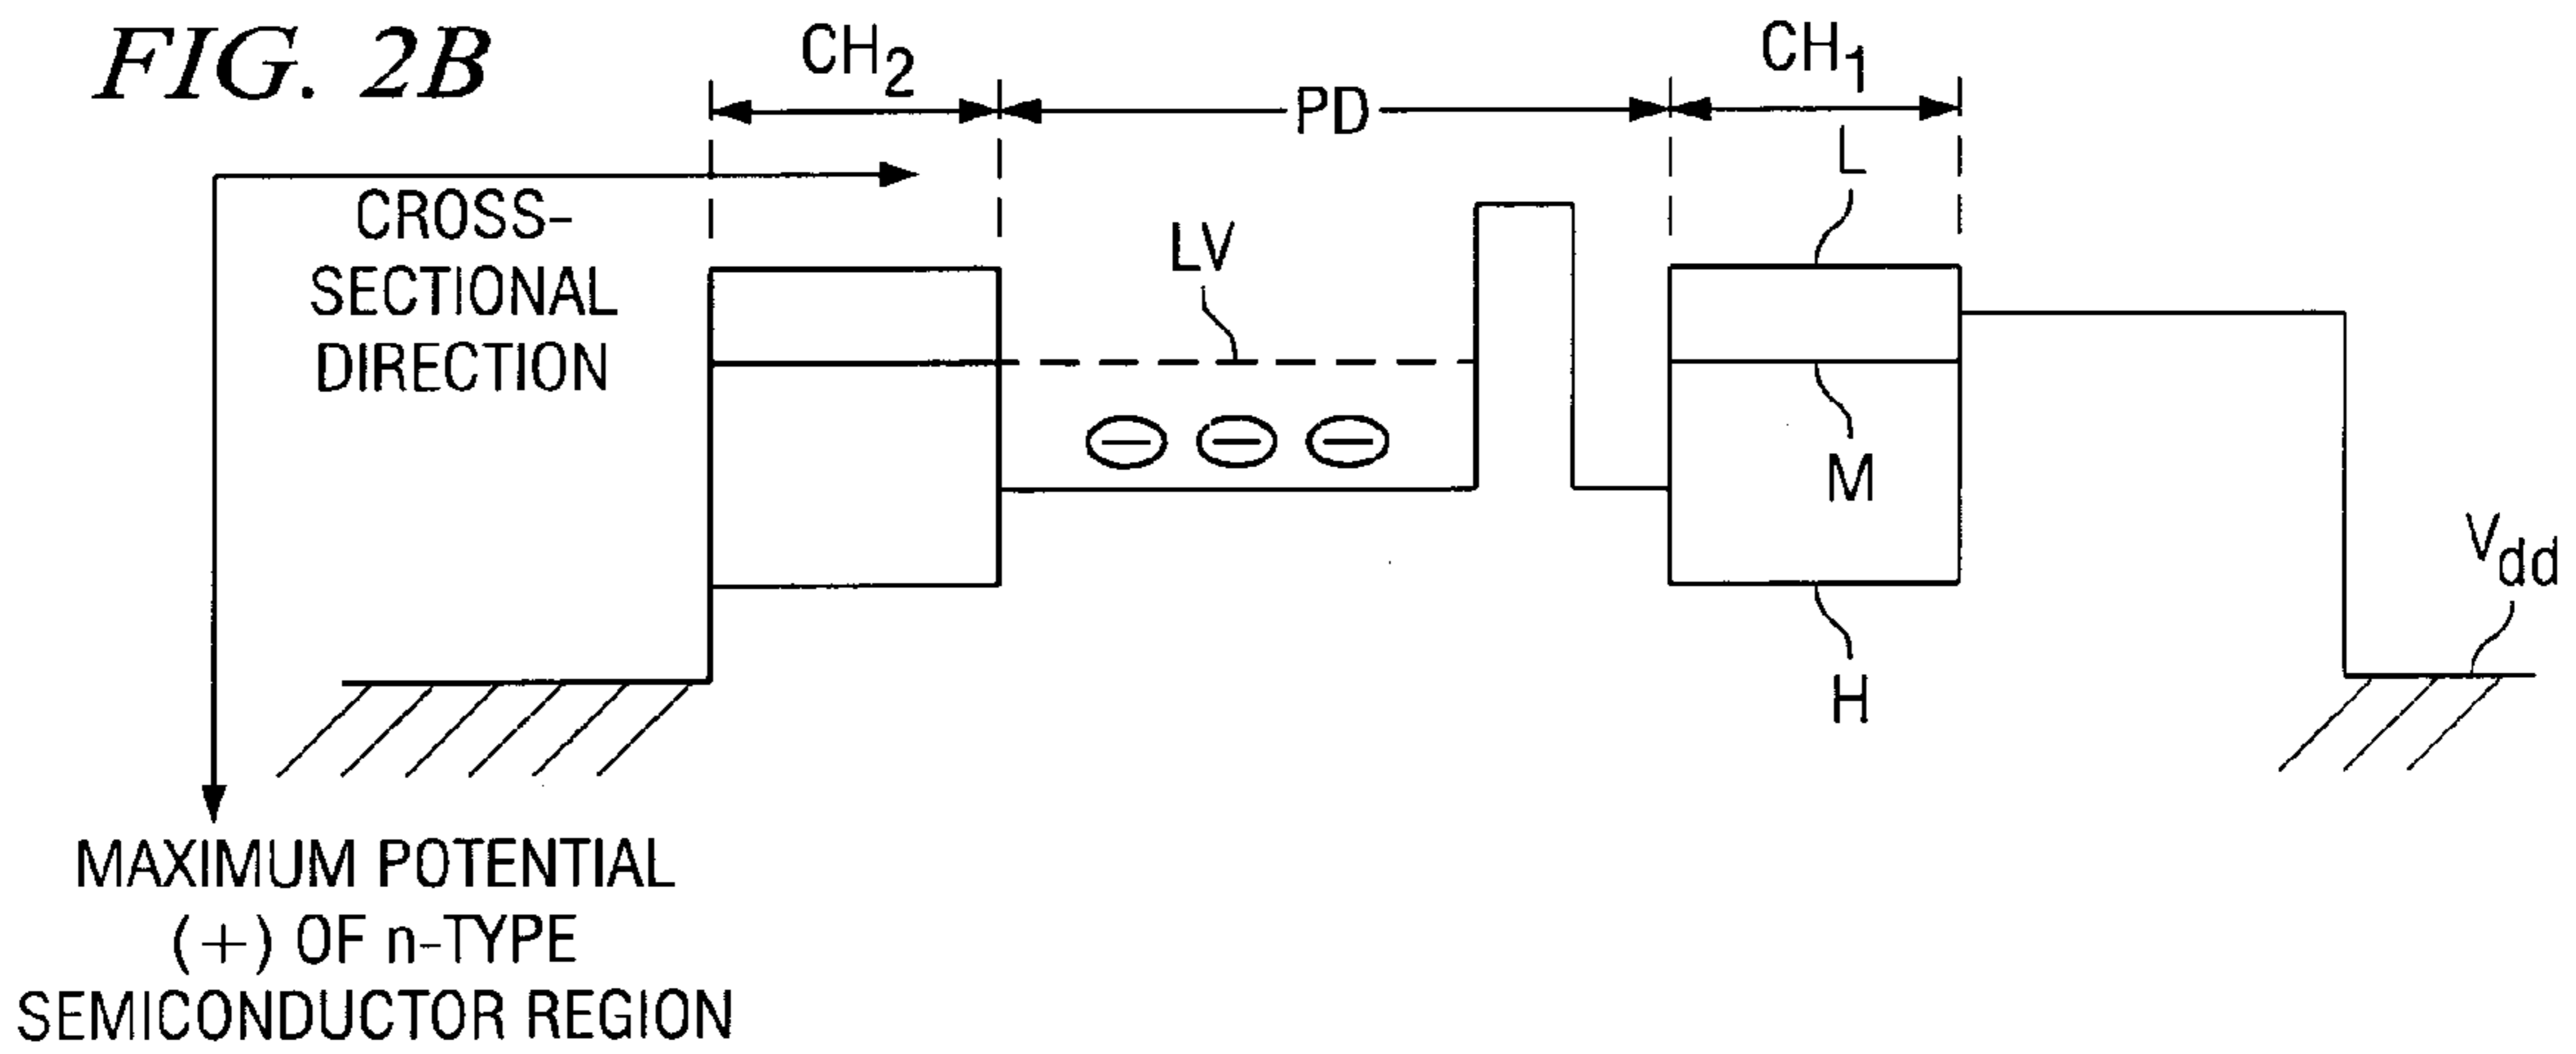 FIG. 2B
CH2
PD
CH1
L
CROSS-
SECTIONAL
DIRECTION
LV
M
H
Vdd
MAXIMUM POTENTIAL
(+) OF n-TYPE
SEMICONDUCTOR REGION